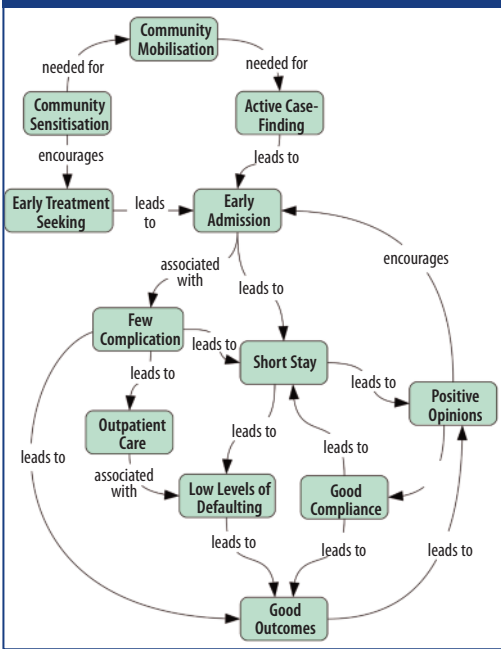 Community
Mobilisation
needed for
needed for
Community
Sensitisation
Active Case-
Finding
encourages
leads to
Early Treatment
Seeking
leads
to
Early
Admission
encourages
associated
with
leads to
Few
Complication
leads to
Short Stay
leads to
leads to
Positive
Opinions
Outpatient
Care
leads to
leads to
leads to
associated
with
Low Levels of
Defaulting
Good
Compliance
leads to
leads to
leads to
Good
Outcomes